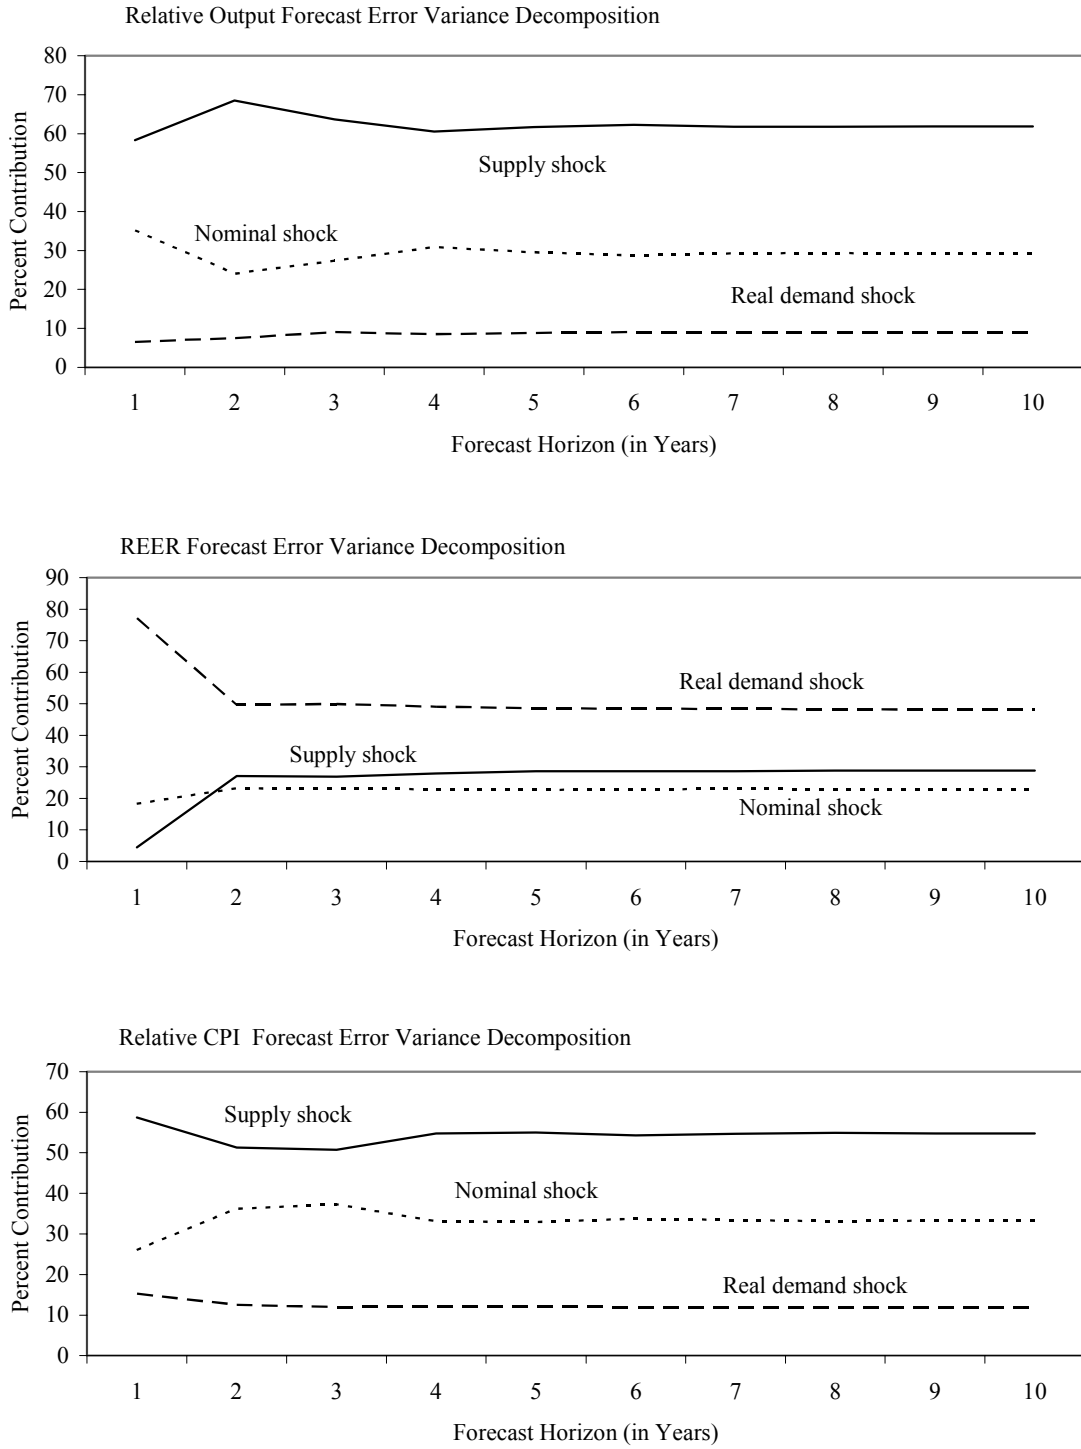 Relative Output Forecast Error Variance Decomposition
80
70
60
50
40
30
20
10
0
Percent Contribution
Supply shock
Nominal shock
Real demand shock
1 2 3 4 5 6 7 8 9 10
Forecast Horizon (in Years)
REER Forecast Error Variance Decomposition
90
80
70
60
50
40
30
20
10
0
Percent Contribution
Real demand shock
Supply shock
Nominal shock
1 2 3 4 5 6 7 8 9 10
Forecast Horizon (in Years)
Relative CPI Forecast Error Variance Decomposition
70
60
50
40
30
20
10
0
Percent Contribution
Supply shock
Nominal shock
Real demand shock
1 2 3 4 5 6 7 8 9 10
Forecast Horizon (in Years)